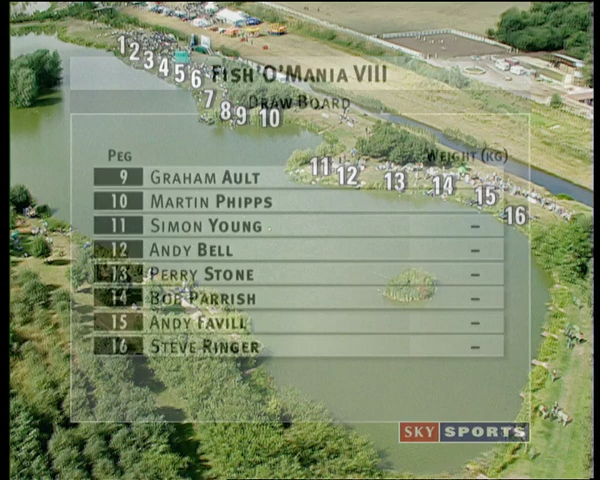 1 2 3 4 5 6 7 8 9 10
FISH'O'MANIA VIII
DRAW BOARD
PEG WEIGHT (KG)
11 12 13 14 15 16
9 GRAHAM AULT
10 MARTIN PHIPPS
11 SIMON YOUNG –
12 ANDY BELL –
13 PERRY STONE –
14 BOB PARRISH –
15 ANDY FAVILL –
16 STEVE RINGER –
SKY SPORTS